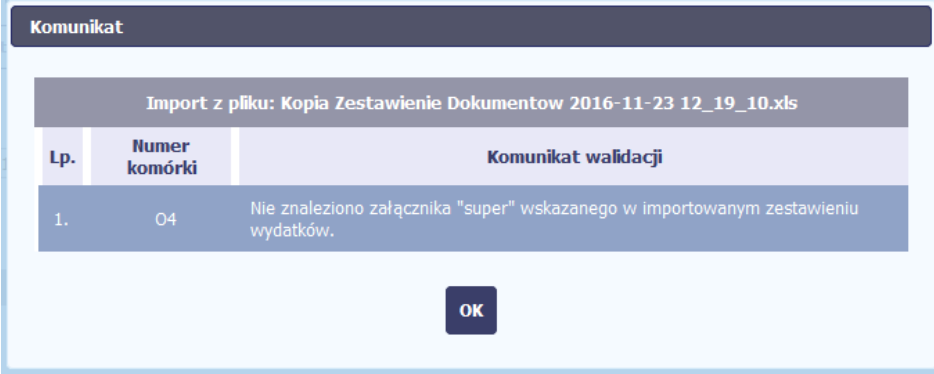 Komunikat
Import z pliku: Kopia Zestawienie Dokumentow 2016-11-23 12_19_10.xls
Lp.
Numer
komórki
Komunikat walidacji
1.
O4
Nie znaleziono załącznika "super" wskazanego w importowanym zestawieniu
wydatków.
OK